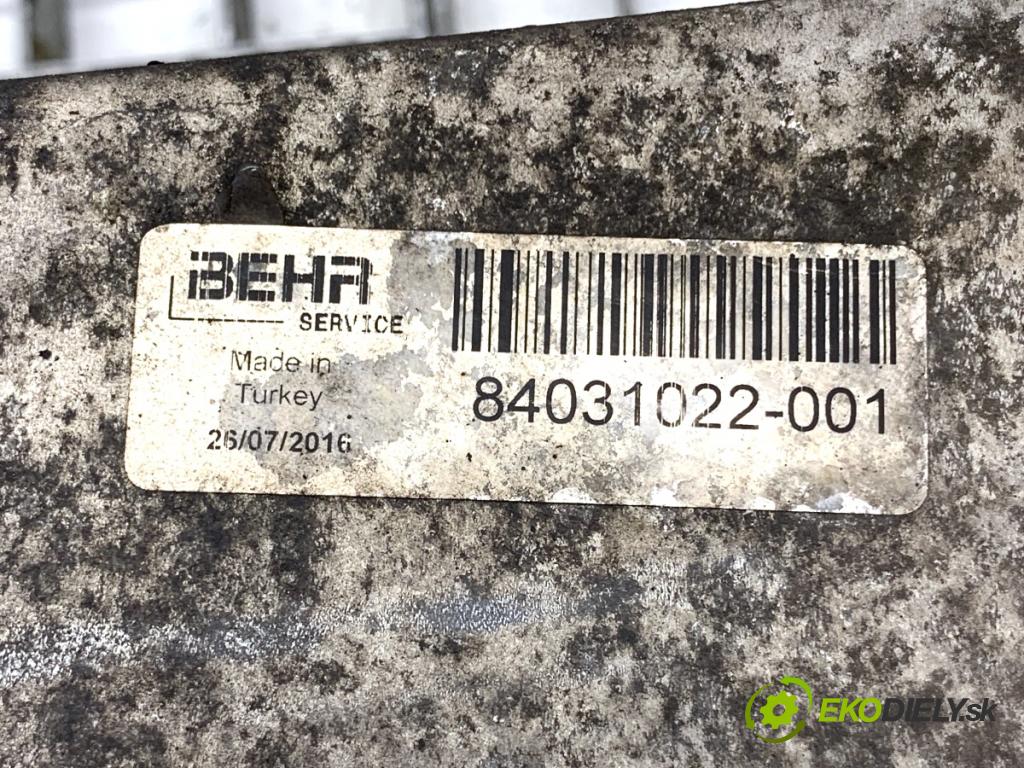 BEHR
SERVICE
Made in
Turkey
26/07/2016
84031022-001
EKODIELY.sk